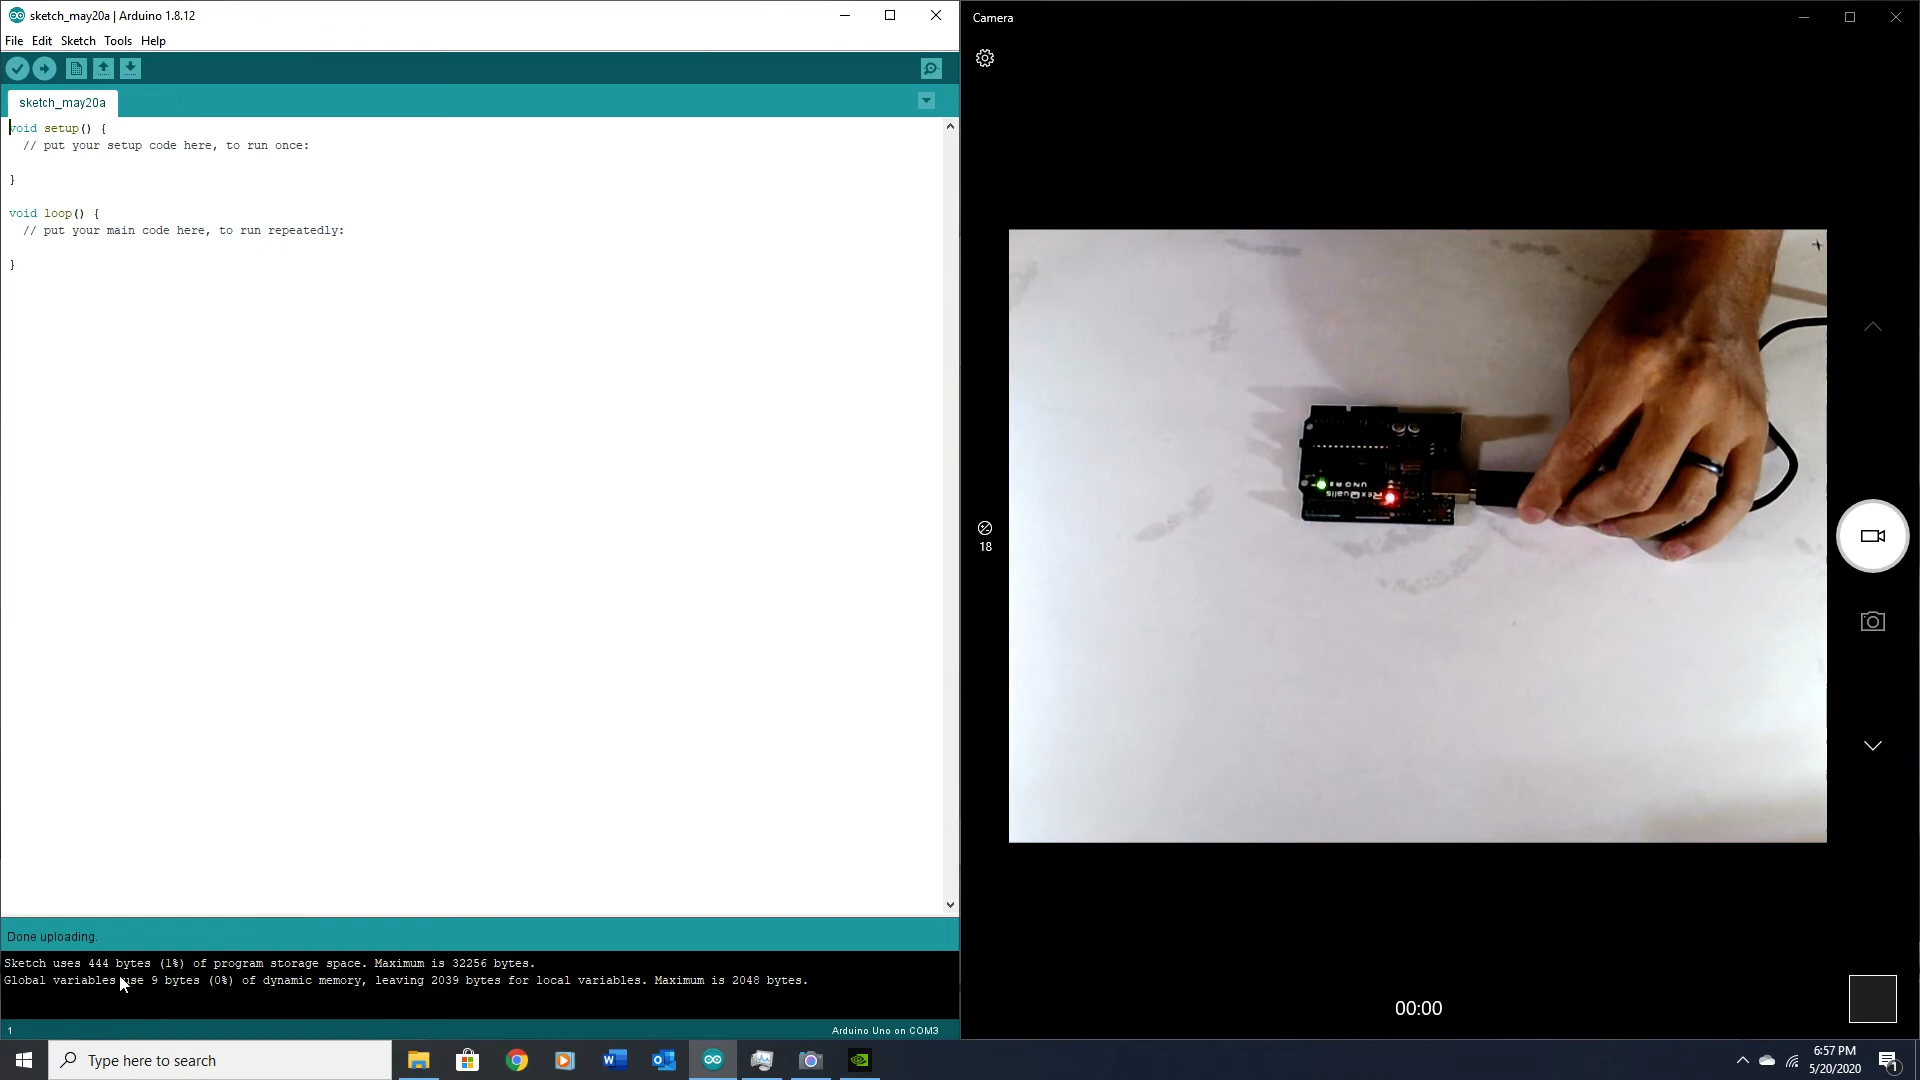 sketch_may20a | Arduino 1.8.12
File Edit Sketch Tools Help
sketch_may20a
void setup() {
// put your setup code here, to run once:
}
void loop() {
// put your main code here, to run repeatedly:
}
Done uploading.
Sketch uses 444 bytes (1%) of program storage space. Maximum is 32256 bytes.
Global variables use 9 bytes (0%) of dynamic memory, leaving 2039 bytes for local variables. Maximum is 2048 bytes.
1
Arduino Uno on COM3
Camera
18
UNO R3
RexQualis
00:00
Type here to search
6:57 PM
5/20/2020
1